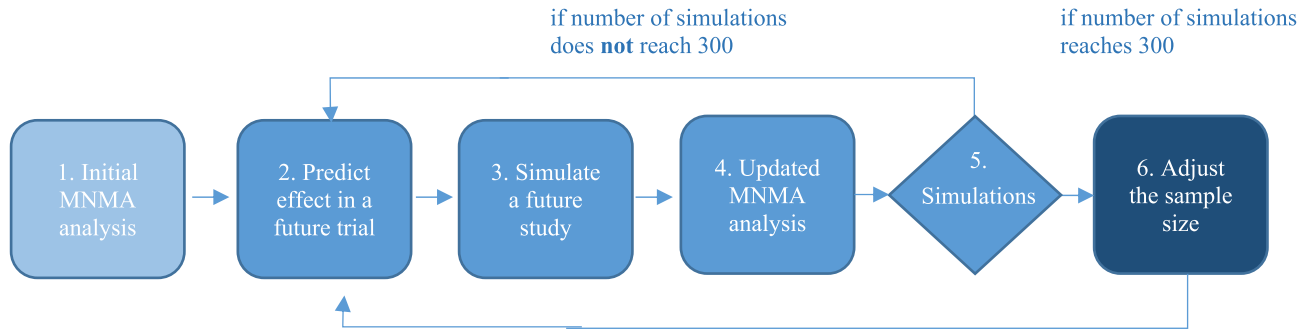 if number of simulations
does not reach 300
if number of simulations
reaches 300
1. Initial
MNMA
analysis
2. Predict
effect in a
future trial
3. Simulate
a future
study
4. Updated
MNMA
analysis
5.
Simulations
6. Adjust
the sample
size